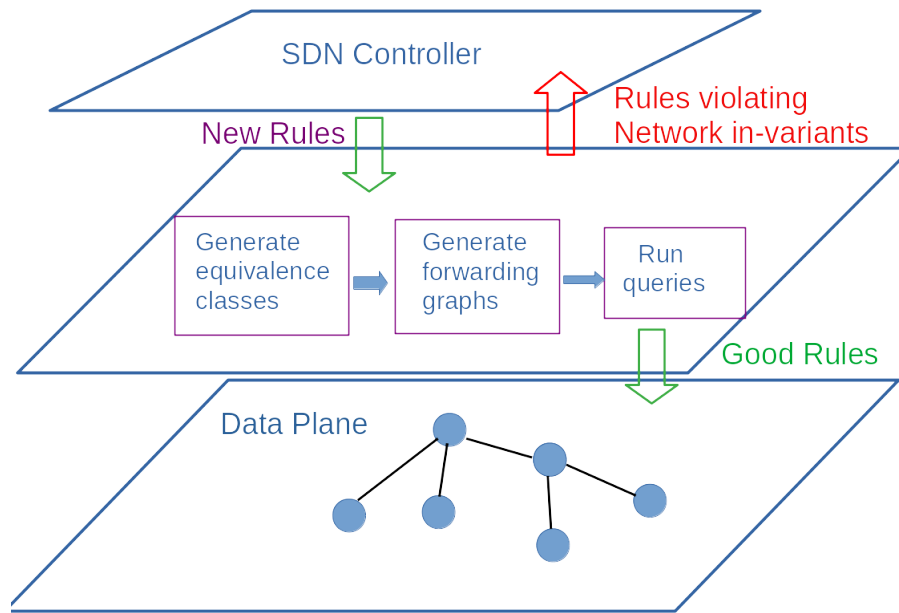 SDN Controller
New Rules
Rules violating
Network in-variants
Generate
equivalence
classes
Generate
forwarding
graphs
Run
queries
Good Rules
Data Plane